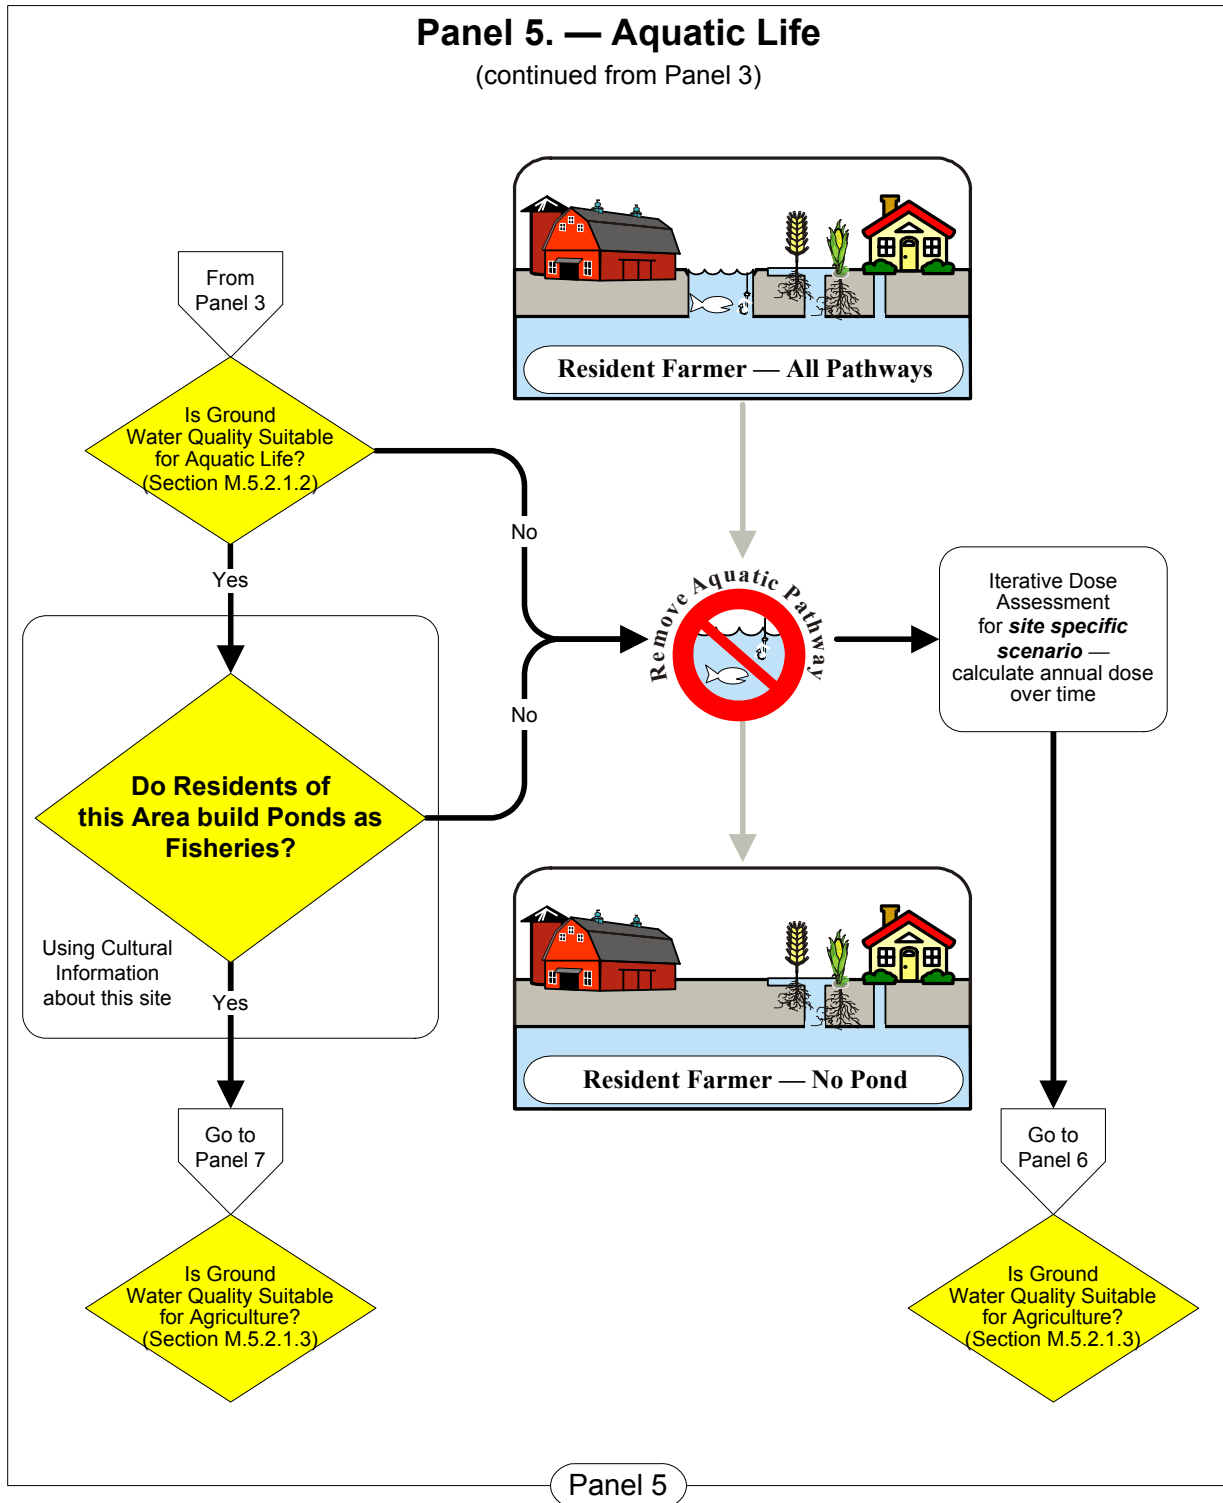 Panel 5. — Aquatic Life
(continued from Panel 3)
From
Panel 3
Is Ground
Water Quality Suitable
for Aquatic Life?
(Section M.5.2.1.2)
No
Yes
Resident Farmer — All Pathways
Remove Aquatic Pathway
Iterative Dose
Assessment
for site specific
scenario —
calculate annual dose
over time
No
Do Residents of
this Area build Ponds as
Fisheries?
Using Cultural
Information
about this site
Yes
Resident Farmer — No Pond
Go to
Panel 7
Is Ground
Water Quality Suitable
for Agriculture?
(Section M.5.2.1.3)
Go to
Panel 6
Is Ground
Water Quality Suitable
for Agriculture?
(Section M.5.2.1.3)
Panel 5